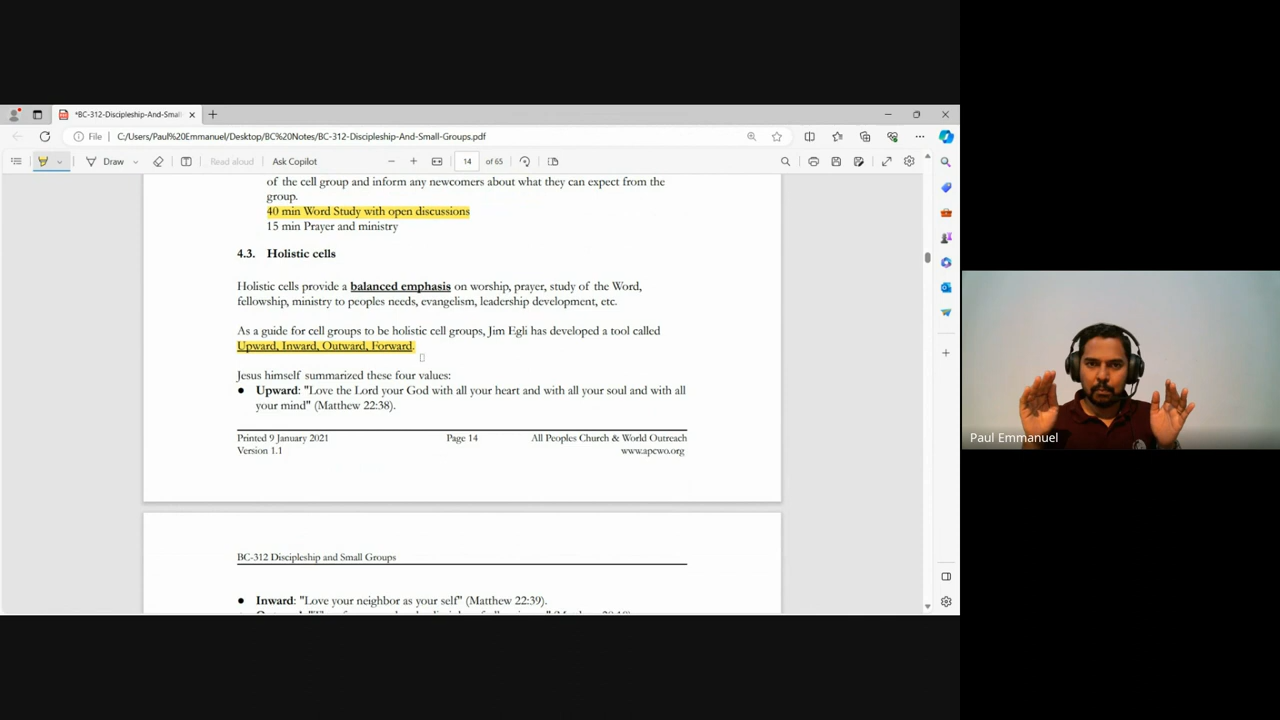 *BC-312-Discipleship-And-Small-
File
C:/Users/Paul%20Emmanuel/Desktop/BC%20Notes/BC-312-Discipleship-And-Small-Groups.pdf
Draw
Read aloud
Ask Copilot
14
of 65
of the cell group and inform any newcomers about what they can expect from the
group.
40 min Word Study with open discussions
15 min Prayer and ministry
4.3. Holistic cells
Holistic cells provide a balanced emphasis on worship, prayer, study of the Word,
fellowship, ministry to peoples needs, evangelism, leadership development, etc.
As a guide for cell groups to be holistic cell groups, Jim Egli has developed a tool called
Upward, Inward, Outward, Forward.
Jesus himself summarized these four values:
● Upward: "Love the Lord your God with all your heart and with all your soul and with all
your mind" (Matthew 22:38).
Printed 9 January 2021 Page 14 All Peoples Church & World Outreach
Version 1.1 www.apcwo.org
BC-312 Discipleship and Small Groups
● Inward: "Love your neighbor as your self" (Matthew 22:39).
Paul Emmanuel